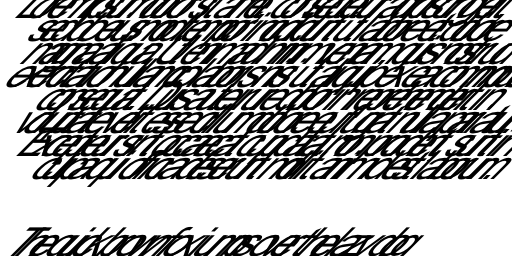 Lorem ipsum dolor sit amet, consectetur adipiscing elit,
sed do eiusmod tempor incididunt ut labore et dolore
magna aliqua. Ut enim ad minim veniam, quis nostrud
exercitation ullamco laboris nisi ut aliquip ex ea commodo
consequat. Duis aute irure dolor in reprehenderit in
voluptate velit esse cillum dolore eu fugiat nulla pariatur.
Excepteur sint occaecat cupidatat non proident, sunt in
culpa qui officia deserunt mollit anim id est laborum.
The quick brown fox jumps over the lazy dog